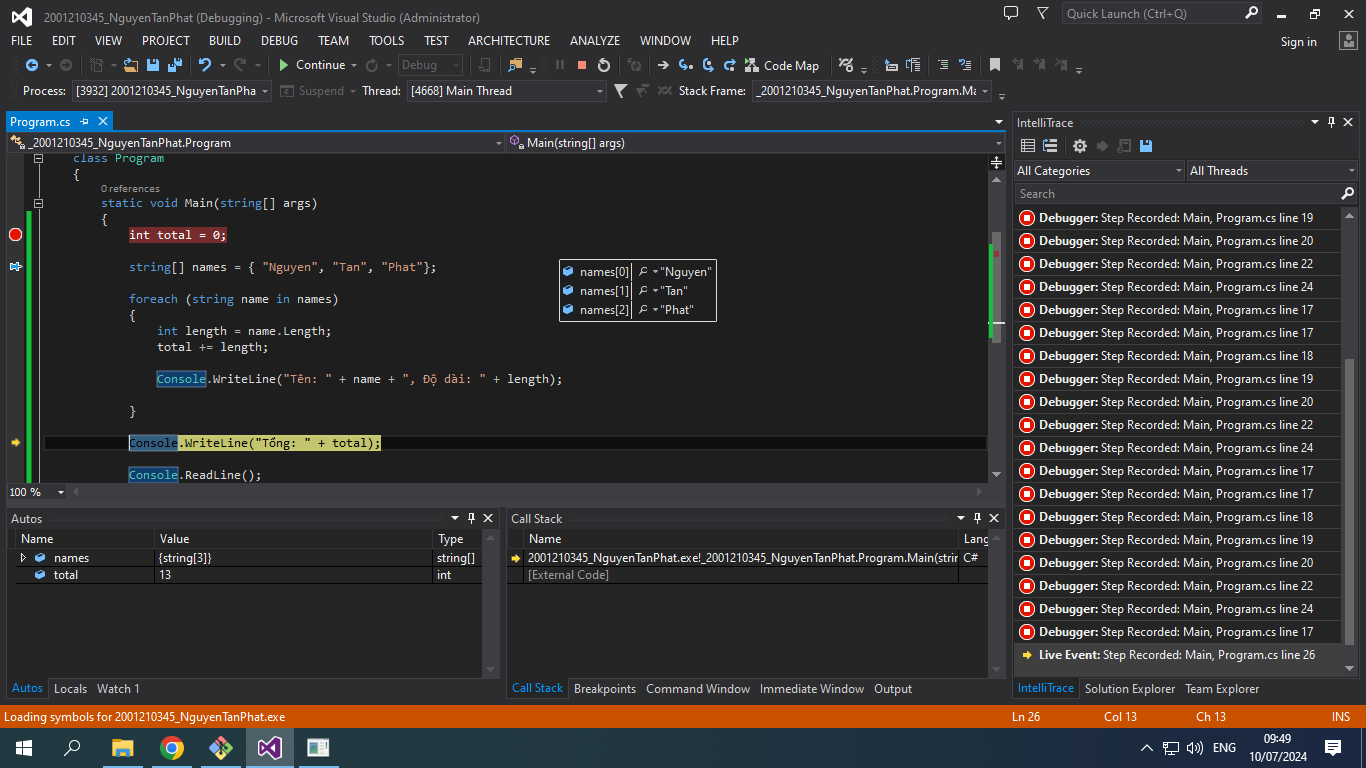 2001210345_NguyenTanPhat (Debugging) - Microsoft Visual Studio (Administrator)
Quick Launch (Ctrl+Q)
FILE EDIT VIEW PROJECT BUILD DEBUG TEAM TOOLS TEST ARCHITECTURE ANALYZE WINDOW HELP
Sign in
Continue Debug Code Map
Process: [3932] 2001210345_NguyenTanPha Suspend Thread: [4668] Main Thread Stack Frame: _2001210345_NguyenTanPhat.Program.Ma
Program.cs
_2001210345_NguyenTanPhat.Program Main(string[] args)
class Program
{
0 references
static void Main(string[] args)
{
int total = 0;
string[] names = { "Nguyen", "Tan", "Phat"};
foreach (string name in names)
{
int length = name.Length;
total += length;
Console.WriteLine("Tên: " + name + ", Độ dài: " + length);
}
Console.WriteLine("Tổng: " + total);
Console.ReadLine();
names[0] "Nguyen"
names[1] "Tan"
names[2] "Phat"
100 %
Autos
Name Value Type
names {string[3]} string[]
total 13 int
Autos Locals Watch 1
Call Stack
Name Lang
2001210345_NguyenTanPhat.exe!_2001210345_NguyenTanPhat.Program.Main(strin C#
[External Code]
Call Stack Breakpoints Command Window Immediate Window Output
IntelliTrace
All Categories All Threads
Search
Debugger: Step Recorded: Main, Program.cs line 19
Debugger: Step Recorded: Main, Program.cs line 20
Debugger: Step Recorded: Main, Program.cs line 22
Debugger: Step Recorded: Main, Program.cs line 24
Debugger: Step Recorded: Main, Program.cs line 17
Debugger: Step Recorded: Main, Program.cs line 17
Debugger: Step Recorded: Main, Program.cs line 18
Debugger: Step Recorded: Main, Program.cs line 19
Debugger: Step Recorded: Main, Program.cs line 20
Debugger: Step Recorded: Main, Program.cs line 22
Debugger: Step Recorded: Main, Program.cs line 24
Debugger: Step Recorded: Main, Program.cs line 17
Debugger: Step Recorded: Main, Program.cs line 17
Debugger: Step Recorded: Main, Program.cs line 18
Debugger: Step Recorded: Main, Program.cs line 19
Debugger: Step Recorded: Main, Program.cs line 20
Debugger: Step Recorded: Main, Program.cs line 22
Debugger: Step Recorded: Main, Program.cs line 24
Debugger: Step Recorded: Main, Program.cs line 17
Live Event: Step Recorded: Main, Program.cs line 26
IntelliTrace Solution Explorer Team Explorer
Loading symbols for 2001210345_NguyenTanPhat.exe Ln 26 Col 13 Ch 13 INS
ENG
09:49
10/07/2024